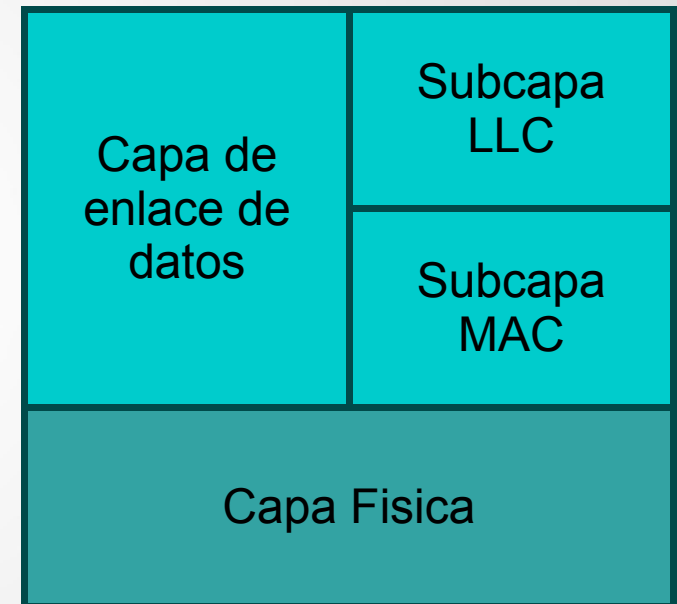 Capa de
enlace de
datos
Subcapa
LLC
Subcapa
MAC
Capa Fisica